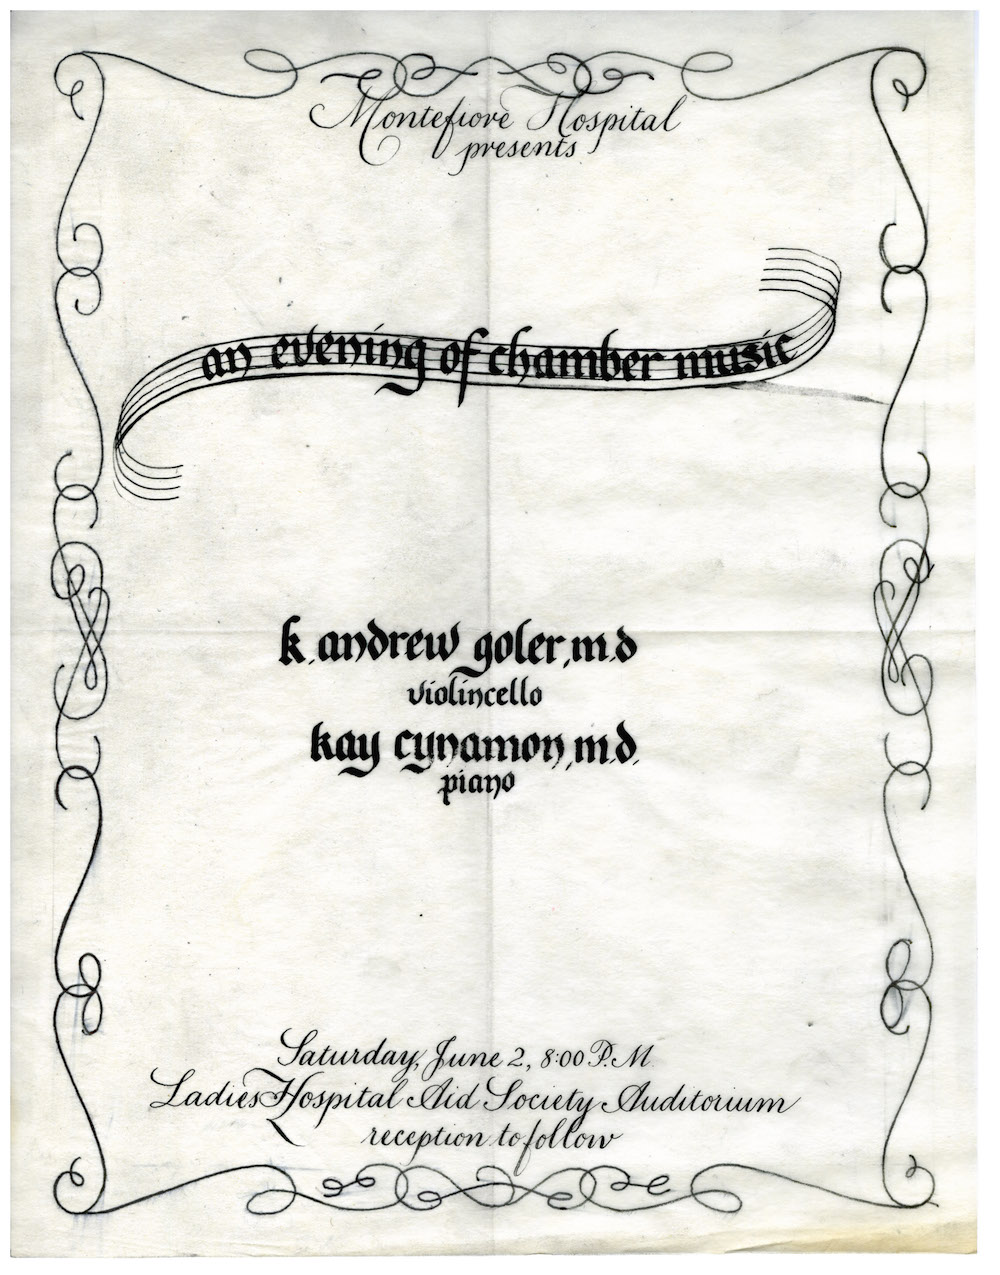 Montefiore Hospital
presents
an evening of chamber music
k. andrew goler, m.d
violincello
kay cynamon, m.d.
piano
Saturday, June 2, 8:00 P.M.
Ladies Hospital Aid Society Auditorium
reception to follow